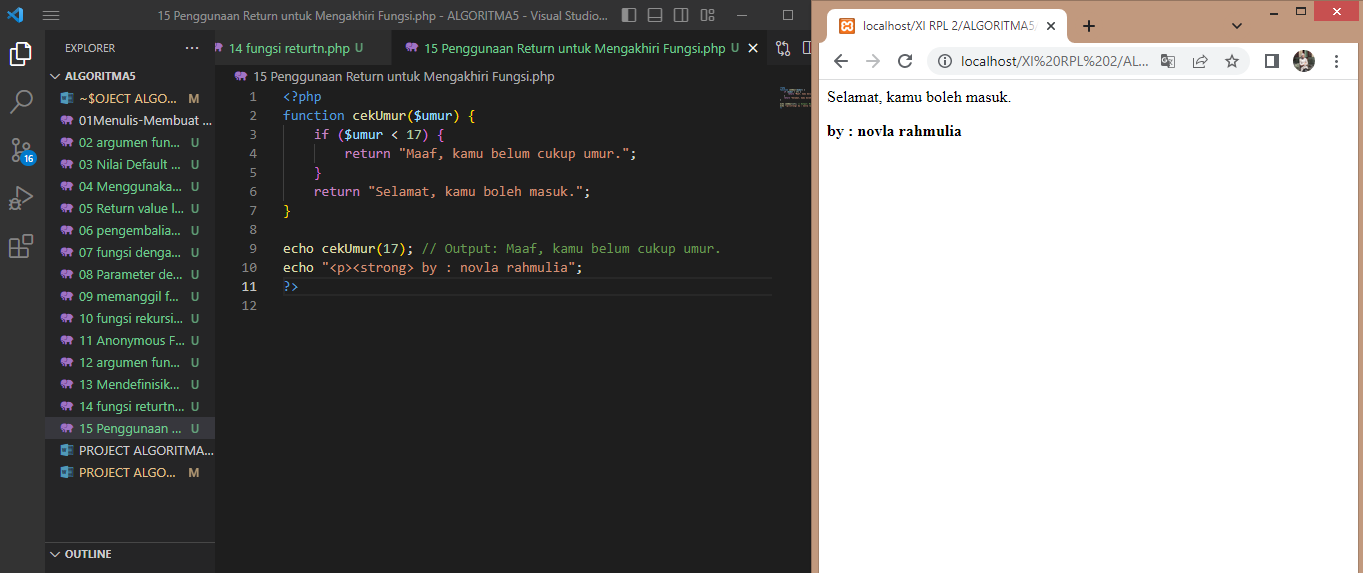 15 Penggunaan Return untuk Mengakhiri Fungsi.php - ALGORITMA5 - Visual Studio...
EXPLORER
ALGORITMA5
~$OJECT ALGO... M
01Menulis-Membuat ...
02 argumen fun... U
03 Nilai Default ... U
04 Menggunaka... U
05 Return value l... U
06 pengembalia... U
07 fungsi denga... U
08 Parameter de... U
09 memanggil f... U
10 fungsi rekursi... U
11 Anonymous F... U
12 argumen fun... U
13 Mendefinisik... U
14 fungsi returtn... U
15 Penggunaan ... U
PROJECT ALGORITMA...
PROJECT ALGO... M
OUTLINE
16
14 fungsi returtn.php U
15 Penggunaan Return untuk Mengakhiri Fungsi.php U
15 Penggunaan Return untuk Mengakhiri Fungsi.php
1 <?php
2 function cekUmur($umur) {
3 if ($umur < 17) {
4 return "Maaf, kamu belum cukup umur.";
5 }
6 return "Selamat, kamu boleh masuk.";
7 }
8
9 echo cekUmur(17); // Output: Maaf, kamu belum cukup umur.
10 echo "<p><strong> by : novla rahmulia";
11 ?>
12
localhost/XI RPL 2/ALGORITMA5/
localhost/XI%20RPL%202/AL...
Selamat, kamu boleh masuk.
by : novla rahmulia